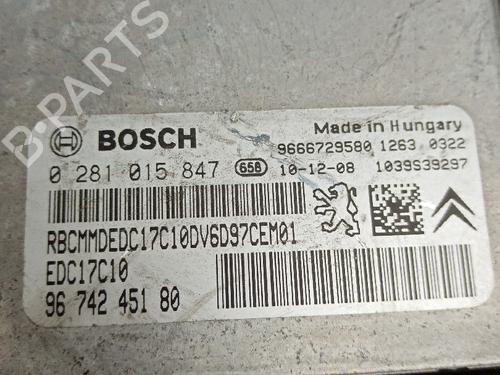 BOSCH
Made in Hungary
9666729580 1263 0322
0 281 015 847 658 10-12-08 1039S39297
RBCMMDEDC17C10DV6D97CEM01
EDC17C10
96 742 451 80
B-PARTS